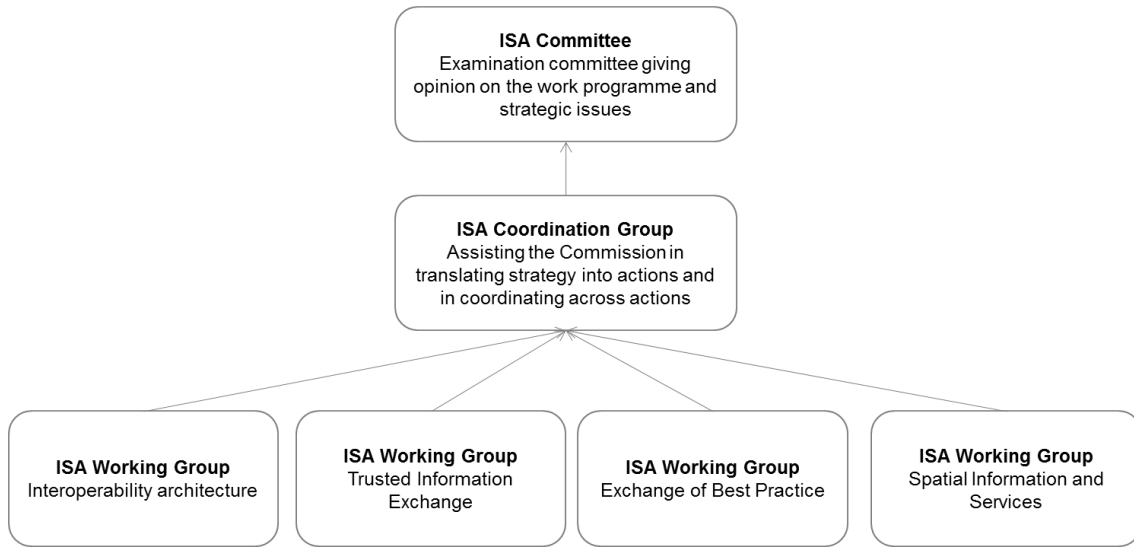 ISA Committee
Examination committee giving
opinion on the work programme and
strategic issues
ISA Coordination Group
Assisting the Commission in
translating strategy into actions and
in coordinating across actions
ISA Working Group
Interoperability architecture
ISA Working Group
Trusted Information
Exchange
ISA Working Group
Exchange of Best Practice
ISA Working Group
Spatial Information and
Services